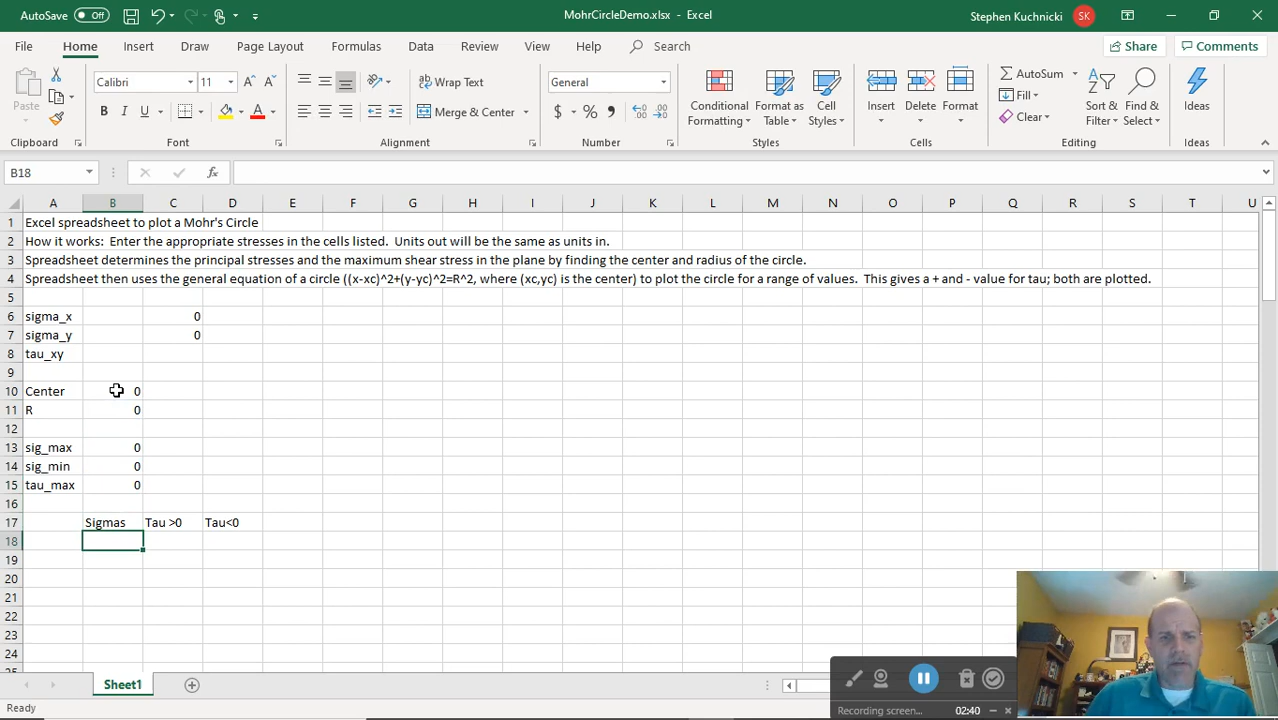 AutoSave Off MohrCircleDemo.xlsx - Excel Stephen Kuchnicki SK
File Home Insert Draw Page Layout Formulas Data Review View Help Search Share Comments
Paste Calibri 11 A A Wrap Text General Conditional Formatting Format as Table Cell Styles Insert Delete Format AutoSum Fill Clear Sort & Filter Find & Select Ideas
B I U A Merge & Center $ % ,
Clipboard Font Alignment Number Styles Cells Editing Ideas
B18 fx
A B C D E F G H I J K L M N O P Q R S T U
1 Excel spreadsheet to plot a Mohr's Circle
2 How it works: Enter the appropriate stresses in the cells listed. Units out will be the same as units in.
3 Spreadsheet determines the principal stresses and the maximum shear stress in the plane by finding the center and radius of the circle.
4 Spreadsheet then uses the general equation of a circle ((x-xc)^2+(y-yc)^2=R^2, where (xc,yc) is the center) to plot the circle for a range of values. This gives a + and - value for tau; both are plotted.
5
6 sigma_x 0
7 sigma_y 0
8 tau_xy
9
10 Center 0
11 R 0
12
13 sig_max 0
14 sig_min 0
15 tau_max 0
16
17 Sigmas Tau >0 Tau<0
18
19
20
21
22
23
24
25
Sheet1
Recording screen... 02:40
Ready